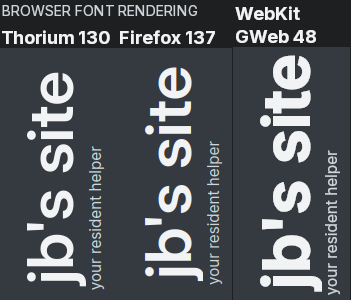 BROWSER FONT RENDERING
Thorium 130
Firefox 137
WebKit
GWeb 48
jb's site
your resident helper
jb's site
your resident helper
jb's site
your resident helper